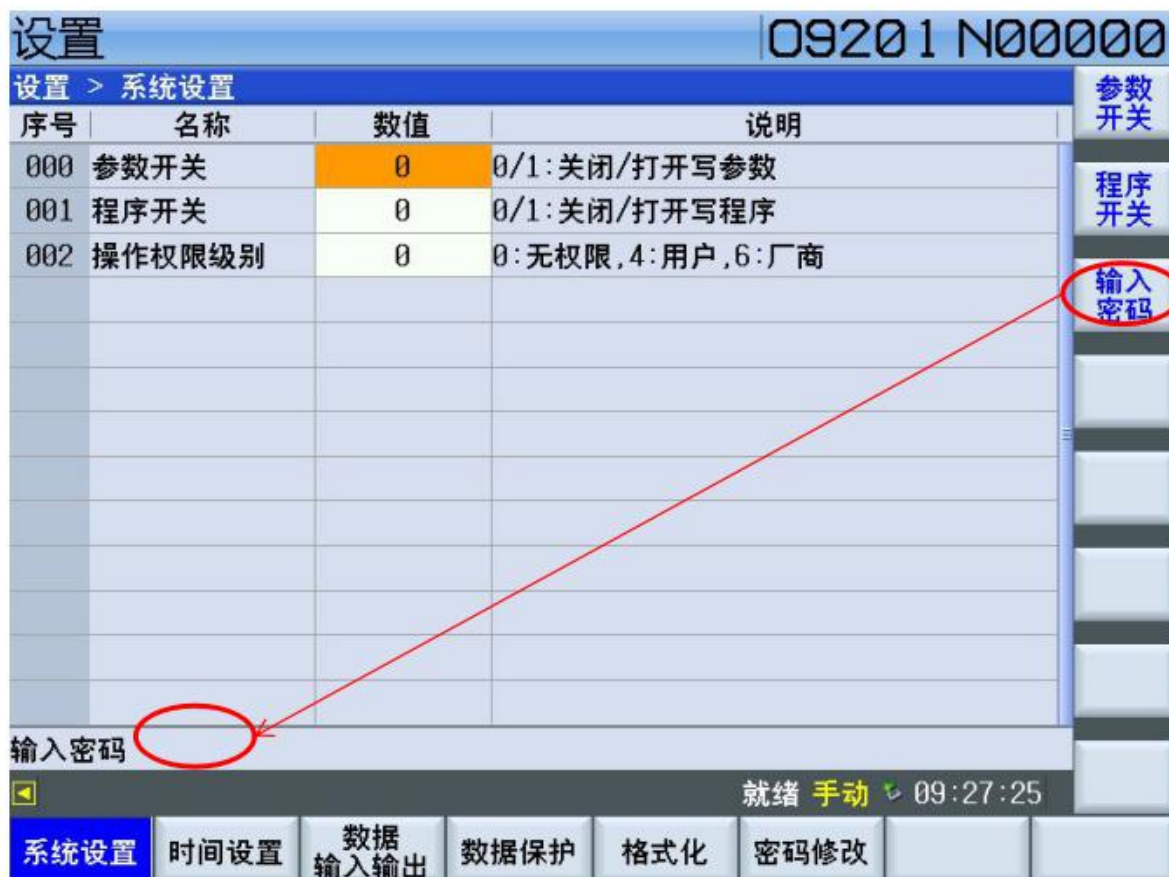 设置 O9201 N00000
设置 > 系统设置
序号 名称 数值 说明
000 参数开关 0 0/1:关闭/打开写参数
001 程序开关 0 0/1:关闭/打开写程序
002 操作权限级别 0 0:无权限,4:用户,6:厂商
输入密码
就绪 手动 09:27:25
参数
开关
程序
开关
输入
密码
系统设置 时间设置 数据
输入输出 数据保护 格式化 密码修改